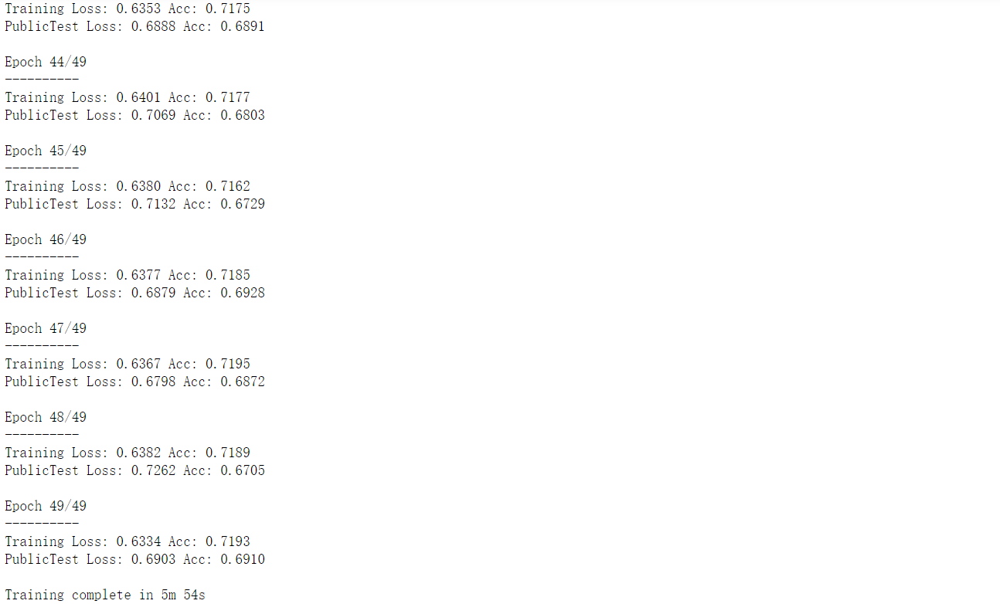 Training Loss: 0.6353 Acc: 0.7175
PublicTest Loss: 0.6888 Acc: 0.6891
Epoch 44/49
----------
Training Loss: 0.6401 Acc: 0.7177
PublicTest Loss: 0.7069 Acc: 0.6803
Epoch 45/49
----------
Training Loss: 0.6380 Acc: 0.7162
PublicTest Loss: 0.7132 Acc: 0.6729
Epoch 46/49
----------
Training Loss: 0.6377 Acc: 0.7185
PublicTest Loss: 0.6879 Acc: 0.6928
Epoch 47/49
----------
Training Loss: 0.6367 Acc: 0.7195
PublicTest Loss: 0.6798 Acc: 0.6872
Epoch 48/49
----------
Training Loss: 0.6382 Acc: 0.7189
PublicTest Loss: 0.7262 Acc: 0.6705
Epoch 49/49
----------
Training Loss: 0.6334 Acc: 0.7193
PublicTest Loss: 0.6903 Acc: 0.6910
Training complete in 5m 54s